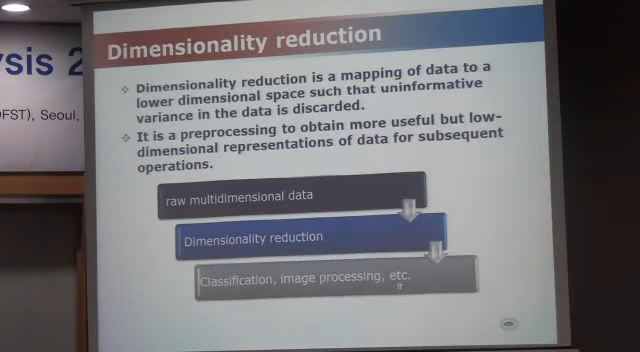 ysis 2
OFST), Seoul,
Dimensionality reduction
Dimensionality reduction is a mapping of data to a
lower dimensional space such that uninformative
variance in the data is discarded.
It is a preprocessing to obtain more useful but low-
dimensional representations of data for subsequent
operations.
raw multidimensional data
Dimensionality reduction
Classification, image processing, etc.